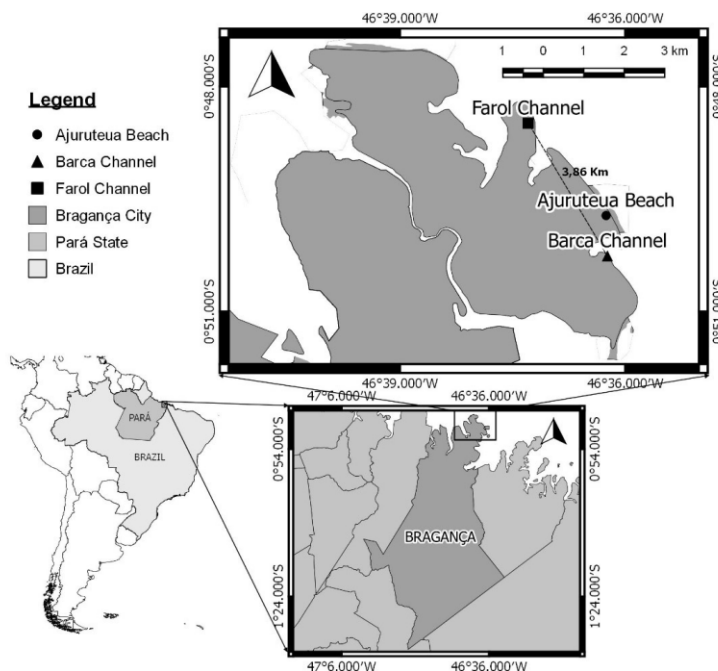 46°39.000'W
46°36.000'W
1 0 1 2 3 km
0°48.000'S
0°48.000'S
Farol Channel
3,86 Km
Ajuruteua Beach
Barca Channel
0°51.000'S
0°51.000'S
46°39.000'W
46°36.000'W
Legend
Ajuruteua Beach
Barca Channel
Farol Channel
Bragança City
Pará State
Brazil
PARÁ
BRAZIL
47°6.000'W
46°36.000'W
0°54.000'S
0°54.000'S
BRAGANÇA
1°24.000'S
1°24.000'S
47°6.000'W
46°36.000'W